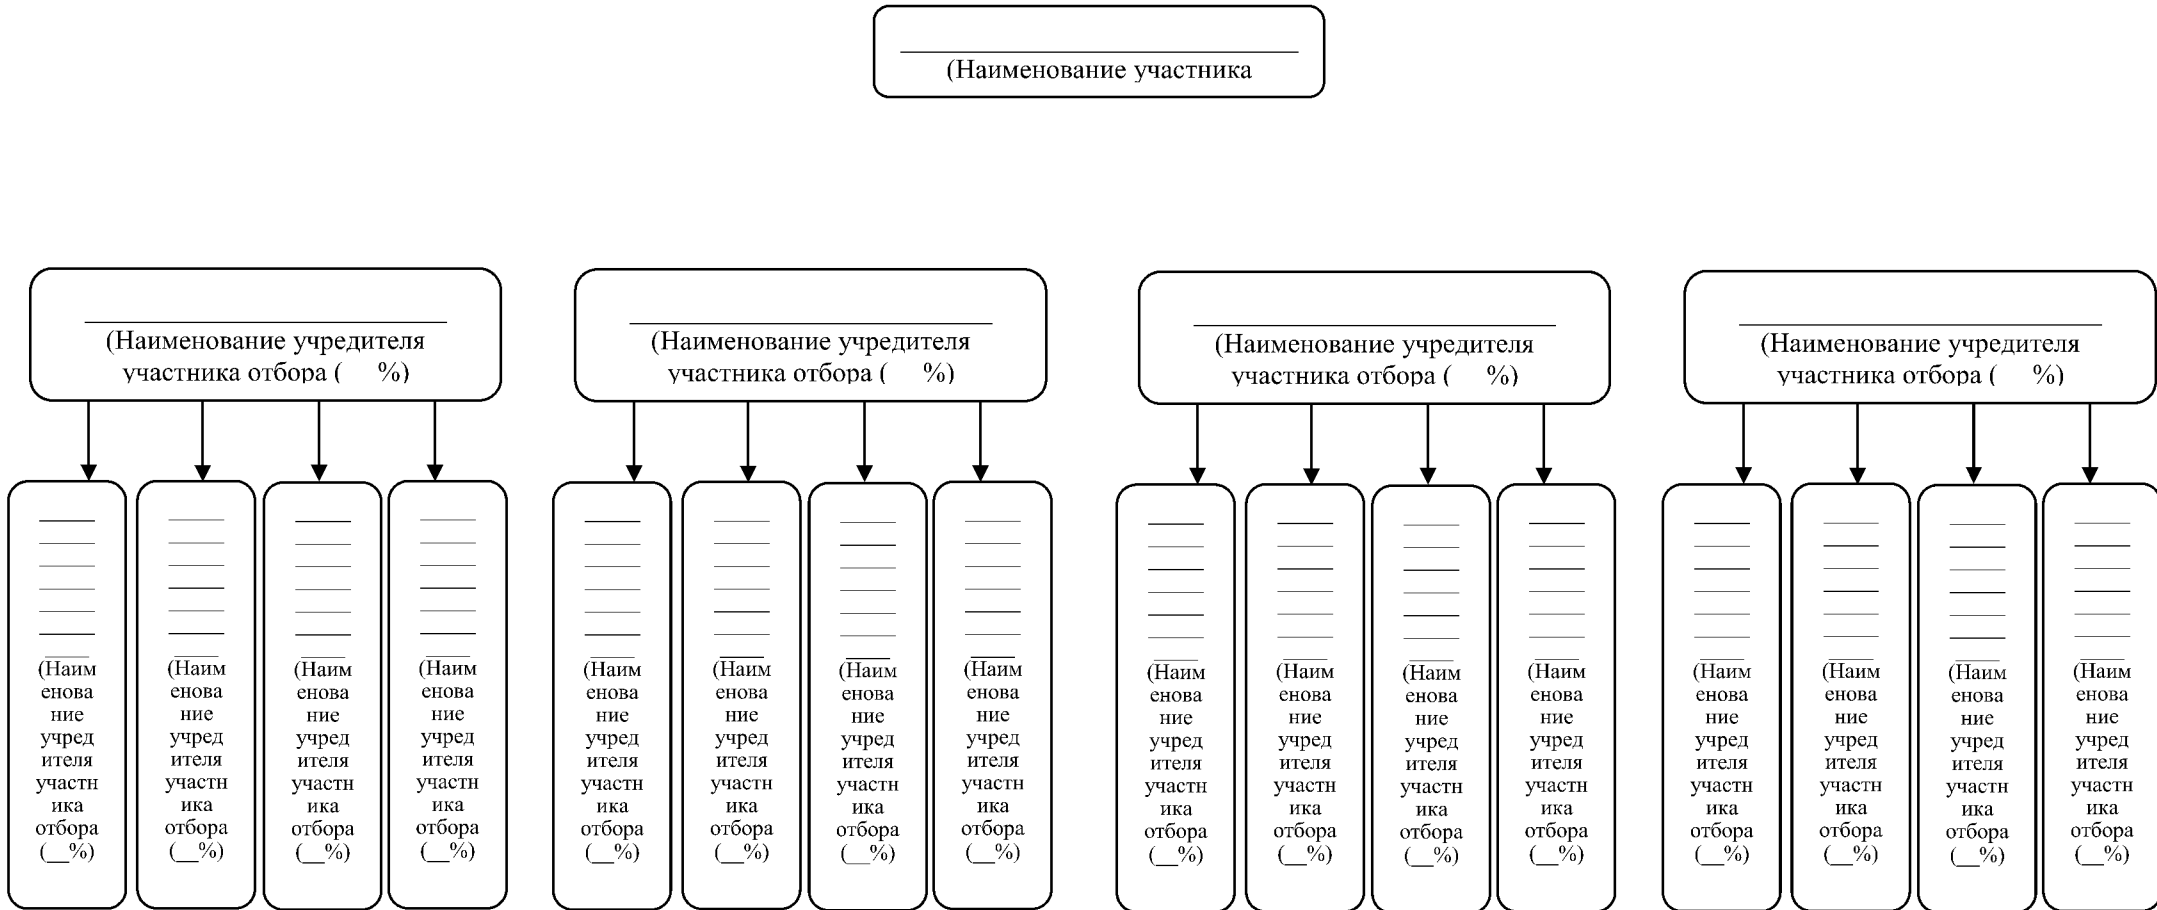 (Наименование участника
(Наименование учредителя
участника отбора ( %)
(Наименование учредителя
участника отбора ( %)
(Наименование учредителя
участника отбора ( %)
(Наименование учредителя
участника отбора ( %)
(Наим
енова
ние
учред
ителя
участн
ика
отбора
(__%)
(Наим
енова
ние
учред
ителя
участн
ика
отбора
(__%)
(Наим
енова
ние
учред
ителя
участн
ика
отбора
(__%)
(Наим
енова
ние
учред
ителя
участн
ика
отбора
(__%)
(Наим
енова
ние
учред
ителя
участн
ика
отбора
(__%)
(Наим
енова
ние
учред
ителя
участн
ика
отбора
(__%)
(Наим
енова
ние
учред
ителя
участн
ика
отбора
(__%)
(Наим
енова
ние
учред
ителя
участн
ика
отбора
(__%)
(Наим
енова
ние
учред
ителя
участн
ика
отбора
(__%)
(Наим
енова
ние
учред
ителя
участн
ика
отбора
(__%)
(Наим
енова
ние
учред
ителя
участн
ика
отбора
(__%)
(Наим
енова
ние
учред
ителя
участн
ика
отбора
(__%)
(Наим
енова
ние
учред
ителя
участн
ика
отбора
(__%)
(Наим
енова
ние
учред
ителя
участн
ика
отбора
(__%)
(Наим
енова
ние
учред
ителя
участн
ика
отбора
(__%)
(Наим
енова
ние
учред
ителя
участн
ика
отбора
(__%)